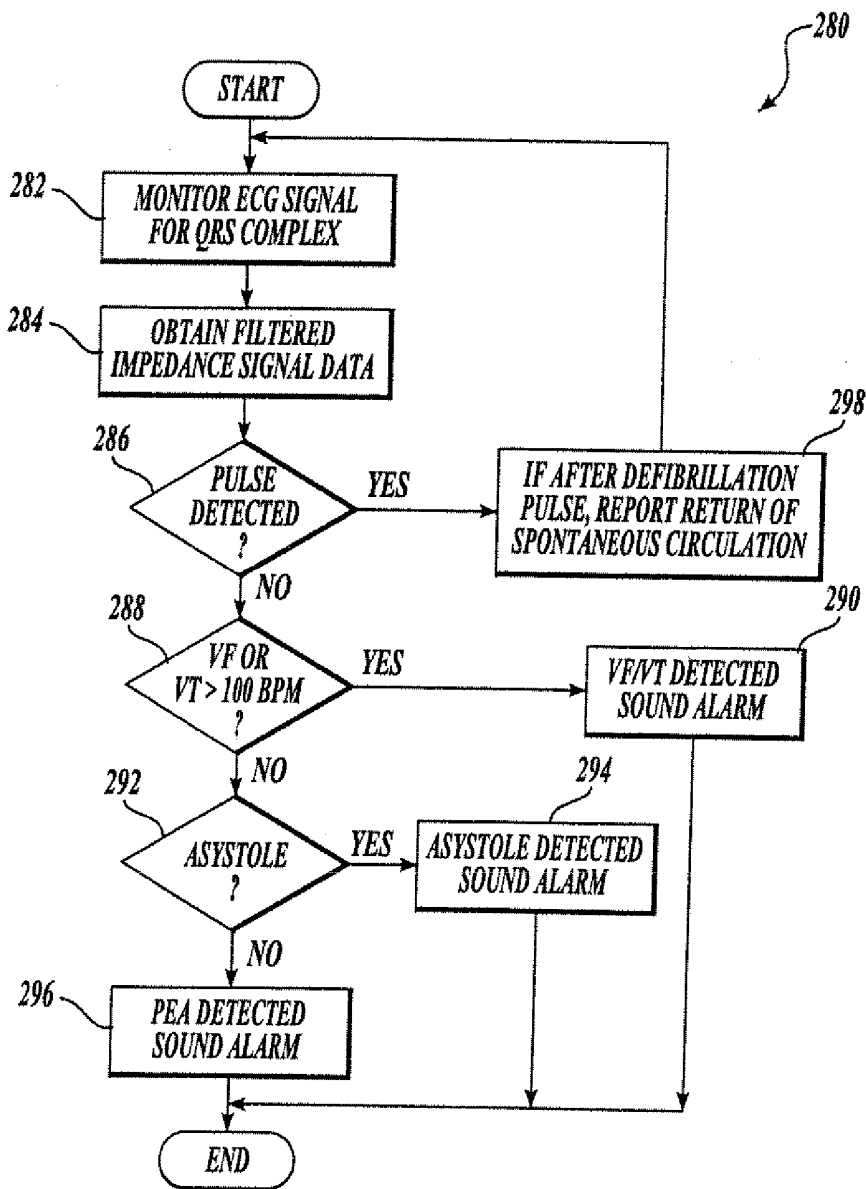 280
START
282
MONITOR ECG SIGNAL
FOR QRS COMPLEX
284
OBTAIN FILTERED
IMPEDANCE SIGNAL DATA
286
PULSE
DETECTED
?
YES
298
IF AFTER DEFIBRILLATION
PULSE, REPORT RETURN OF
SPONTANEOUS CIRCULATION
NO
288
VF OR
VT > 100 BPM
?
YES
290
VF/VT DETECTED
SOUND ALARM
NO
292
ASYSTOLE
?
YES
294
ASYSTOLE DETECTED
SOUND ALARM
NO
296
PEA DETECTED
SOUND ALARM
END